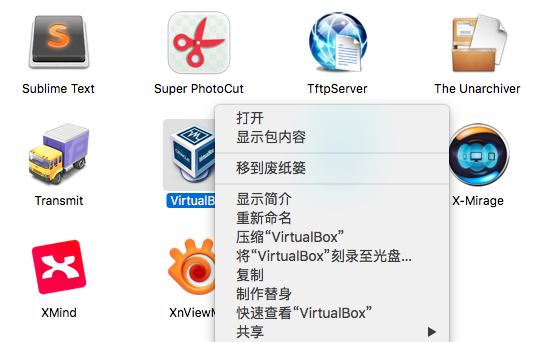 Sublime Text
Super PhotoCut
TftpServer
The Unarchiver
Transmit
VirtualB
X-Mirage
XMind
XnViewM
打开
显示包内容
移到废纸篓
显示简介
重新命名
压缩“VirtualBox”
将“VirtualBox”刻录至光盘...
复制
制作替身
快速查看“VirtualBox”
共享